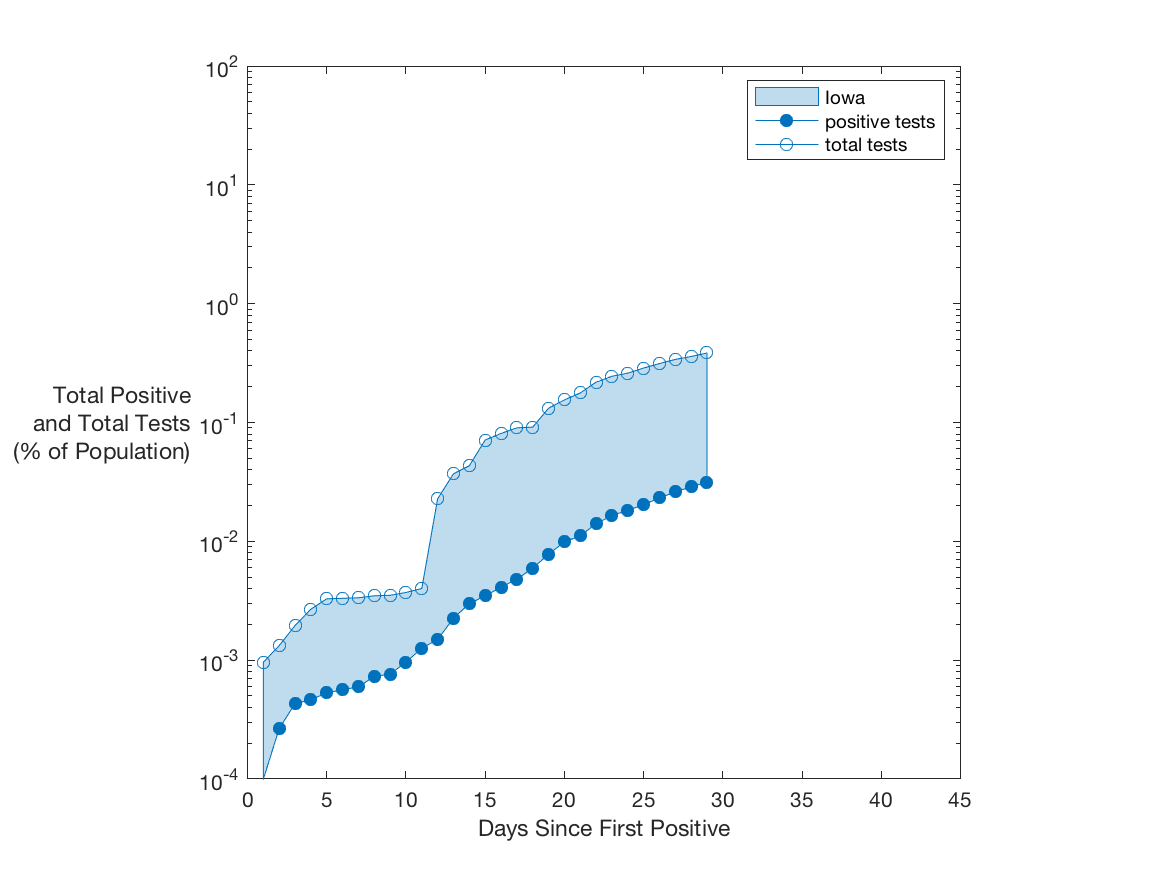 10^2
10^1
10^0
10^-1
10^-2
10^-3
10^-4
Total Positive
and Total Tests
(% of Population)
Iowa
positive tests
total tests
0 5 10 15 20 25 30 35 40 45
Days Since First Positive